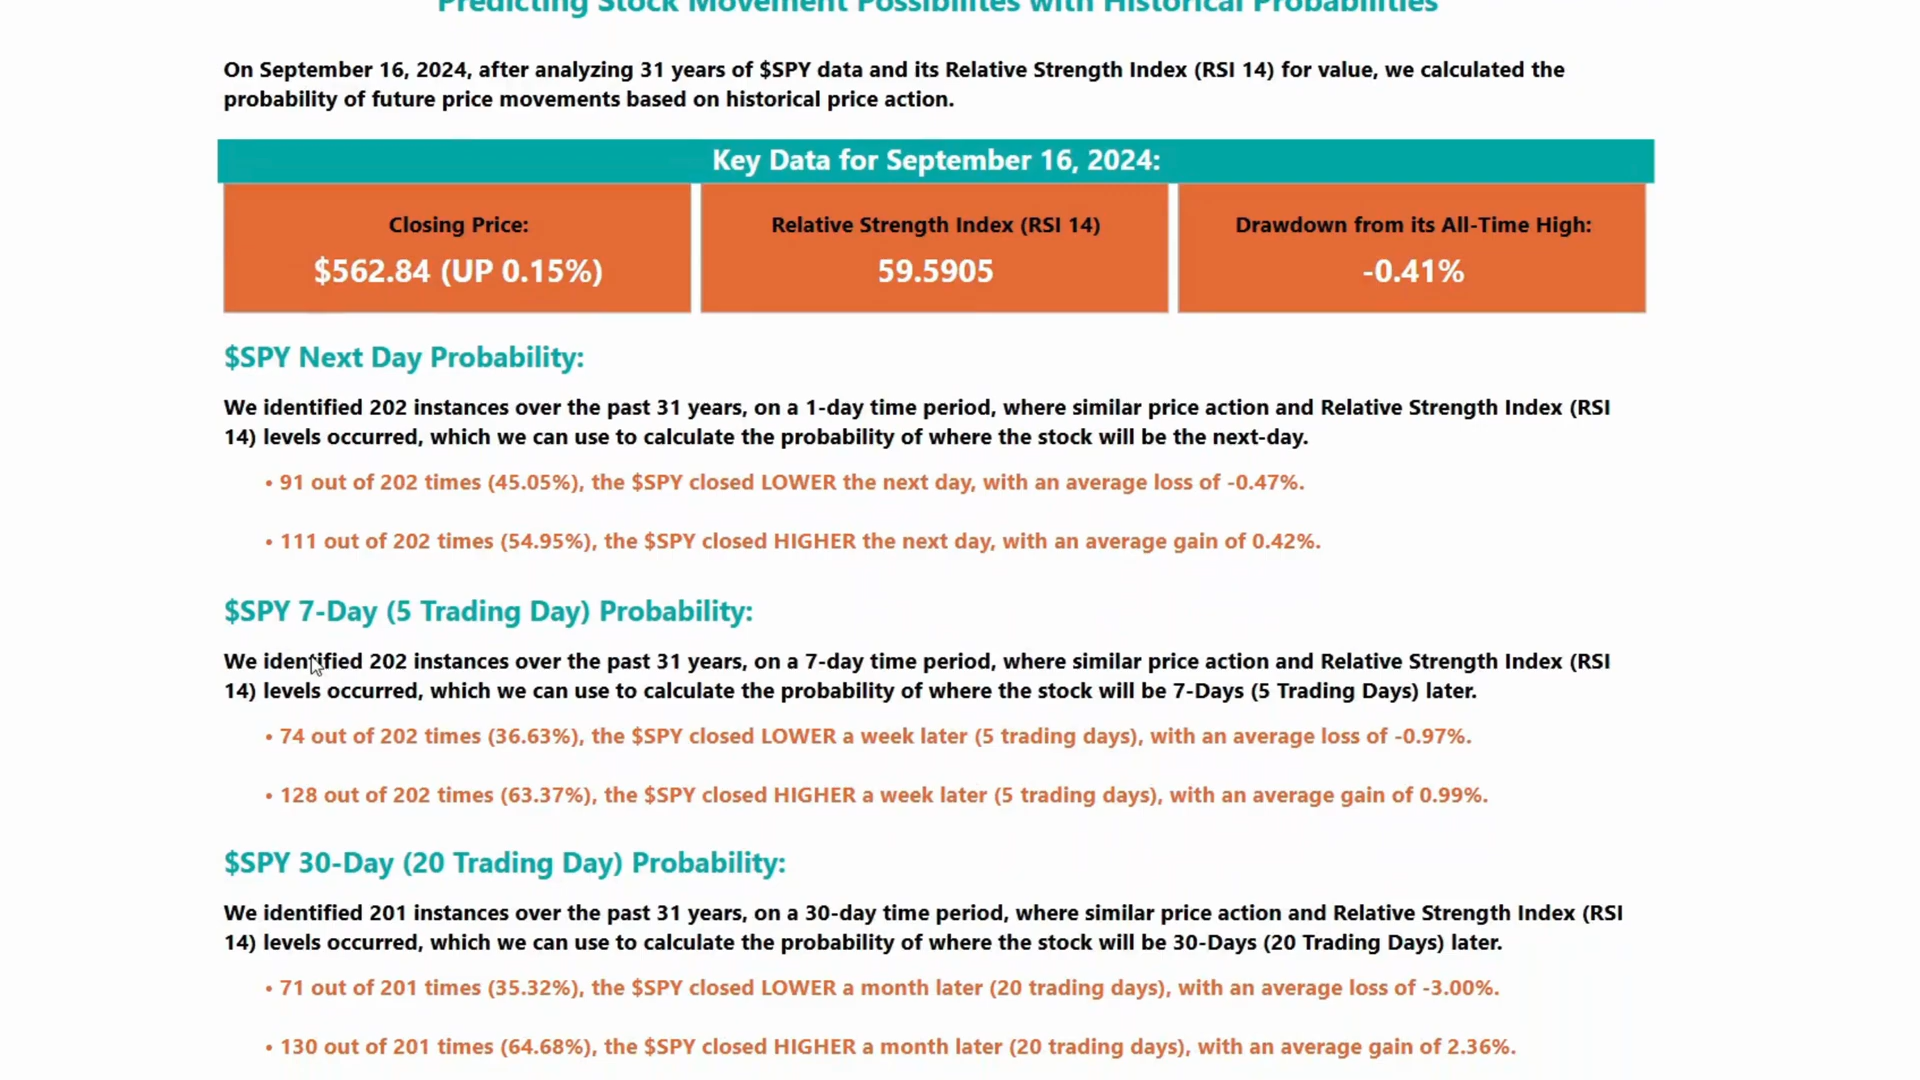 Predicting Stock Movement Possibilites with Historical Probabilities
On September 16, 2024, after analyzing 31 years of $SPY data and its Relative Strength Index (RSI 14) for value, we calculated the
probability of future price movements based on historical price action.
Key Data for September 16, 2024:
Closing Price:
$562.84 (UP 0.15%)
Relative Strength Index (RSI 14)
59.5905
Drawdown from its All-Time High:
-0.41%
$SPY Next Day Probability:
We identified 202 instances over the past 31 years, on a 1-day time period, where similar price action and Relative Strength Index (RSI
14) levels occurred, which we can use to calculate the probability of where the stock will be the next-day.
• 91 out of 202 times (45.05%), the $SPY closed LOWER the next day, with an average loss of -0.47%.
• 111 out of 202 times (54.95%), the $SPY closed HIGHER the next day, with an average gain of 0.42%.
$SPY 7-Day (5 Trading Day) Probability:
We identified 202 instances over the past 31 years, on a 7-day time period, where similar price action and Relative Strength Index (RSI
14) levels occurred, which we can use to calculate the probability of where the stock will be 7-Days (5 Trading Days) later.
• 74 out of 202 times (36.63%), the $SPY closed LOWER a week later (5 trading days), with an average loss of -0.97%.
• 128 out of 202 times (63.37%), the $SPY closed HIGHER a week later (5 trading days), with an average gain of 0.99%.
$SPY 30-Day (20 Trading Day) Probability:
We identified 201 instances over the past 31 years, on a 30-day time period, where similar price action and Relative Strength Index (RSI
14) levels occurred, which we can use to calculate the probability of where the stock will be 30-Days (20 Trading Days) later.
• 71 out of 201 times (35.32%), the $SPY closed LOWER a month later (20 trading days), with an average loss of -3.00%.
• 130 out of 201 times (64.68%), the $SPY closed HIGHER a month later (20 trading days), with an average gain of 2.36%.